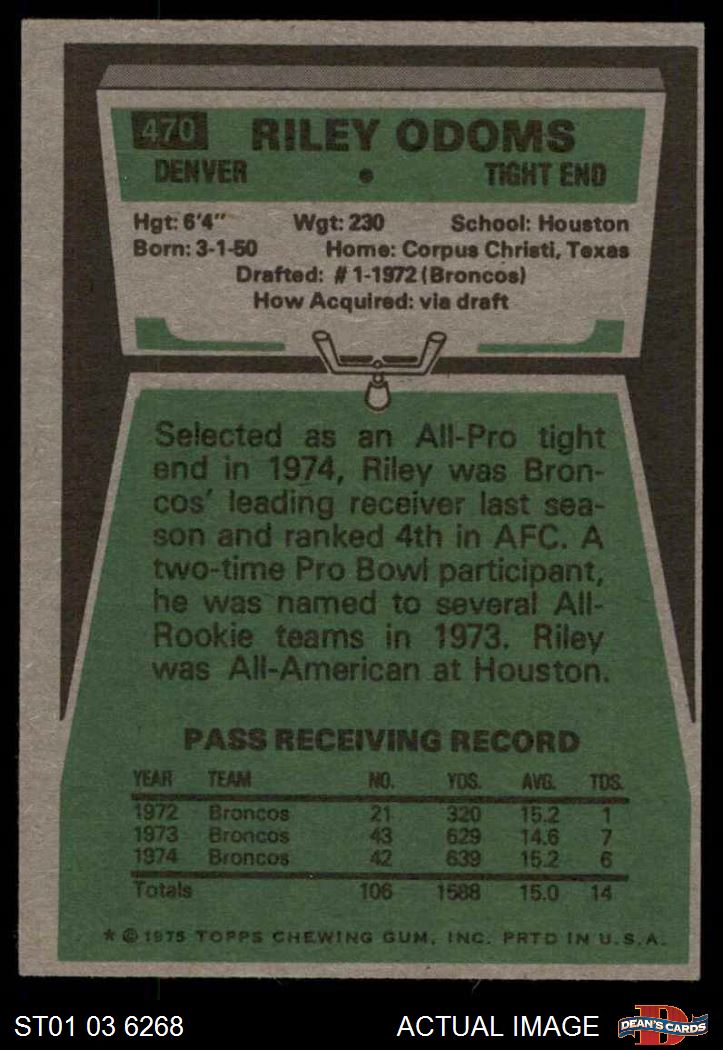 470 RILEY ODOMS
DENVER • TIGHT END
Hgt: 6'4" Wgt: 230 School: Houston
Born: 3-1-50 Home: Corpus Christi, Texas
Drafted: #1-1972 (Broncos)
How Acquired: via draft
Selected as an All-Pro tight
end in 1974, Riley was Bron-
cos' leading receiver last sea-
son and ranked 4th in AFC. A
two-time Pro Bowl participant,
he was named to several All-
Rookie teams in 1973. Riley
was All-American at Houston.
PASS RECEIVING RECORD
YEAR TEAM NO. YDS. AVG. TDS.
1972 Broncos 21 320 15.2 1
1973 Broncos 43 629 14.6 7
1974 Broncos 42 639 15.2 6
Totals 106 1588 15.0 14
* © 1975 TOPPS CHEWING GUM, INC. PRTD IN U.S.A.
ST01 03 6268 ACTUAL IMAGE D DEAN'S CARDS